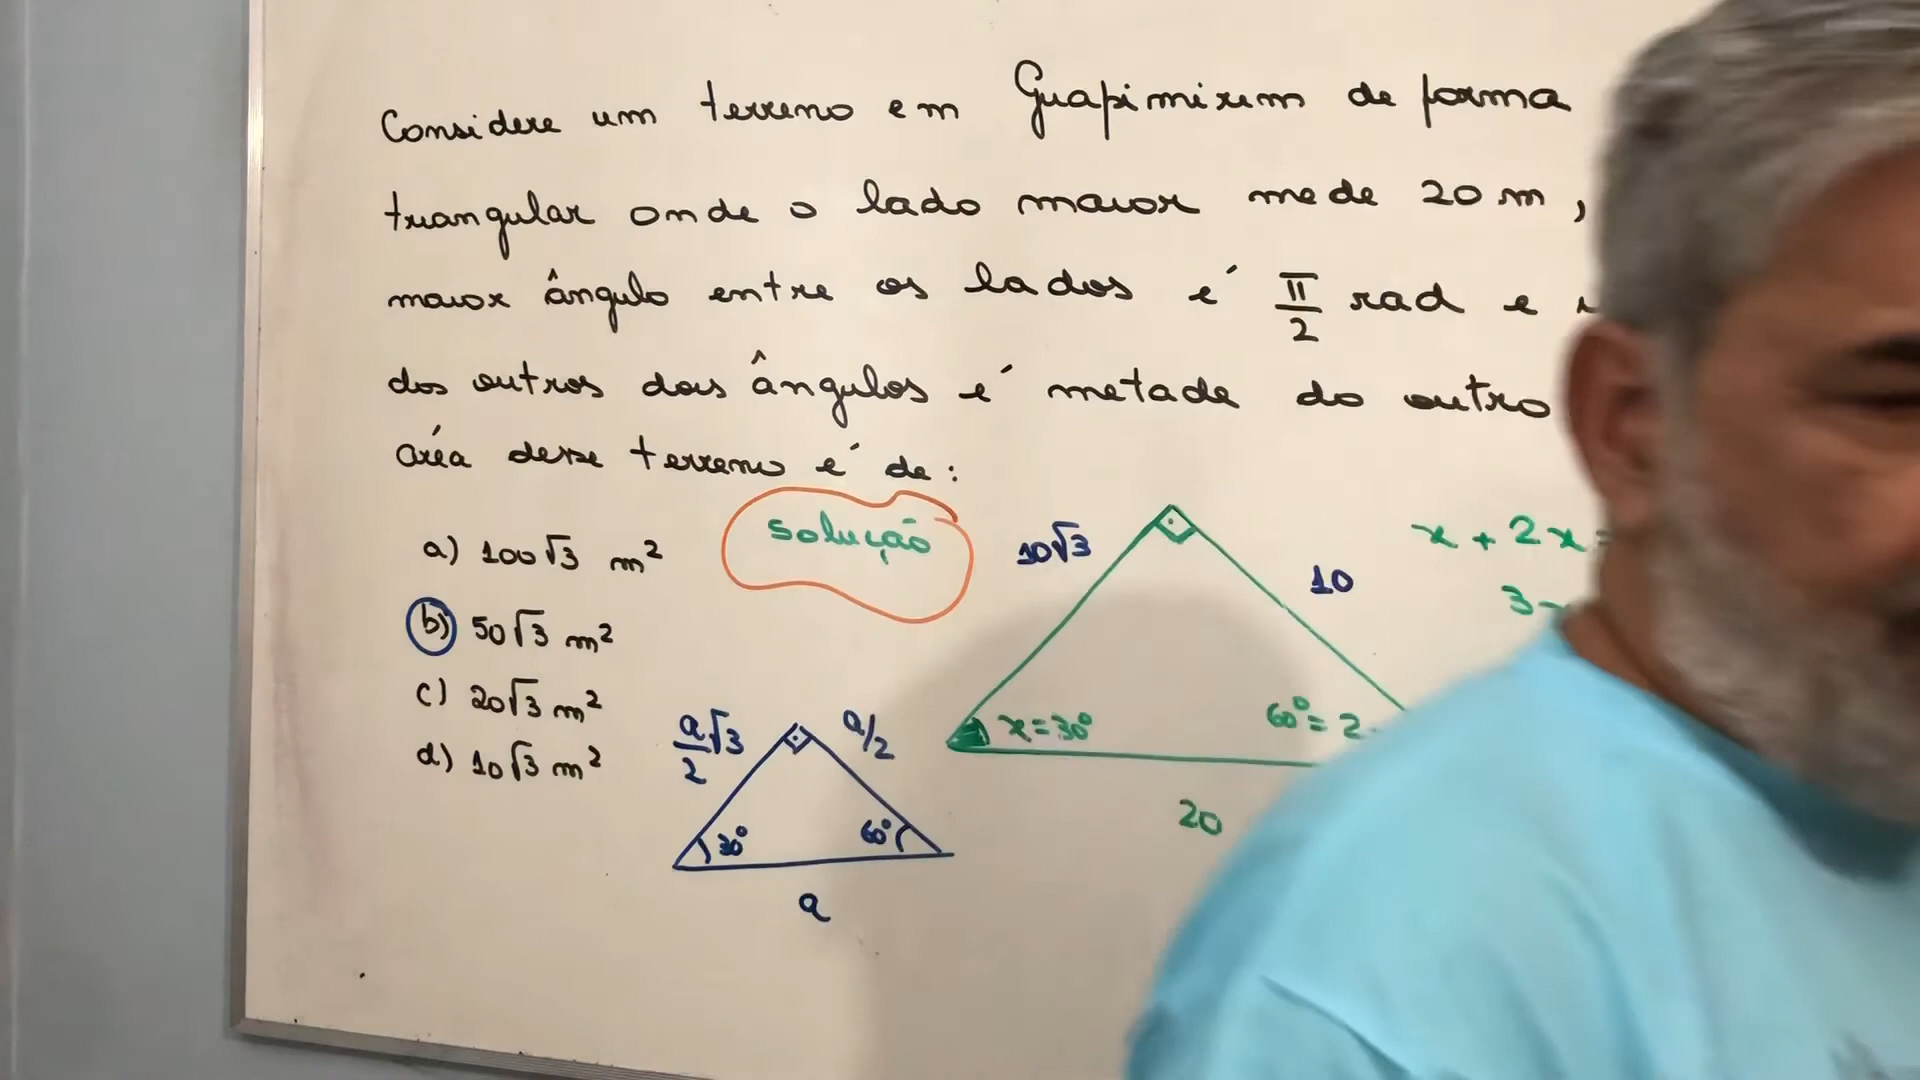 Considere um terreno em Guapimirim de forma
triangular onde o lado maior mede 20 m,
maior ângulo entre os lados é π/2 rad e
dos outros dois ângulos é metade do outro
área desse terreno é de:
a) 100√3 m²
b) 50√3 m²
c) 20√3 m²
d) 10√3 m²
solução
10√3
10
x = 30°
60° = 2
20
x + 2x =
3
a/2 √3
a/2
30°
60°
a